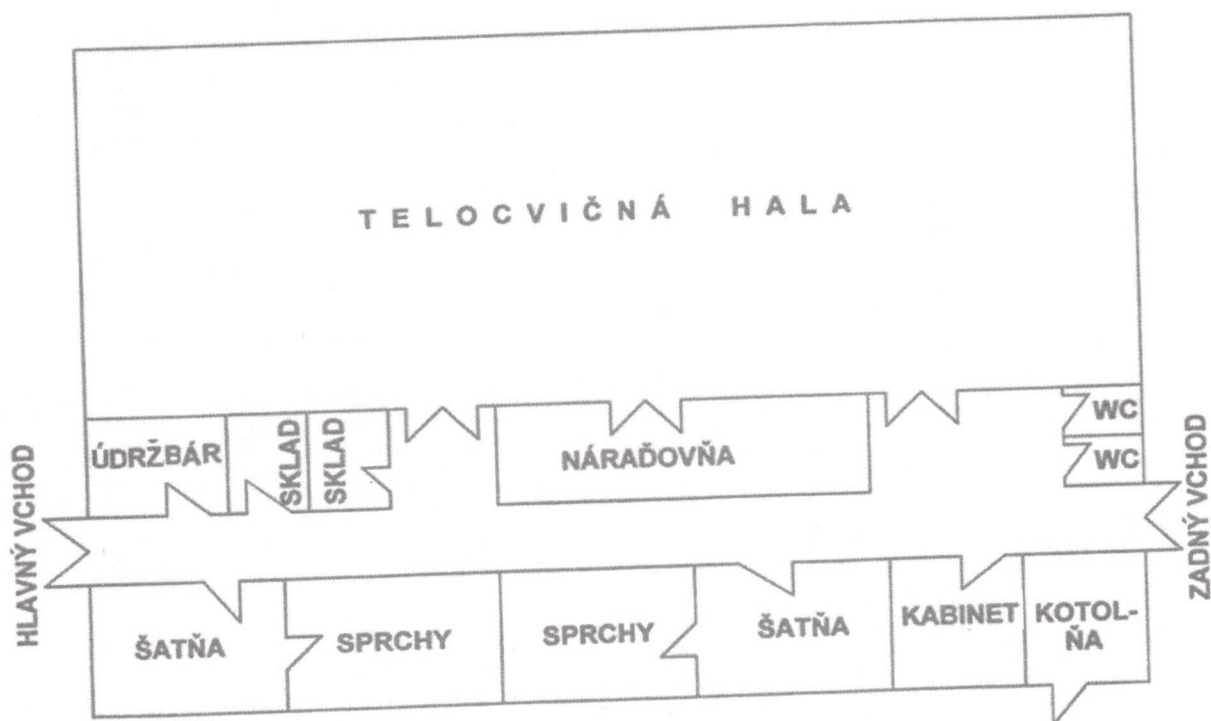 TELOCVIČNÁ HALA
HLAVNÝ VCHOD
ÚDRŽBÁR
SKLAD
SKLAD
NÁRAĎOVŇA
WC
WC
ZADNÝ VCHOD
ŠATŇA
SPRCHY
SPRCHY
ŠATŇA
KABINET
KOTOL-
ŇA